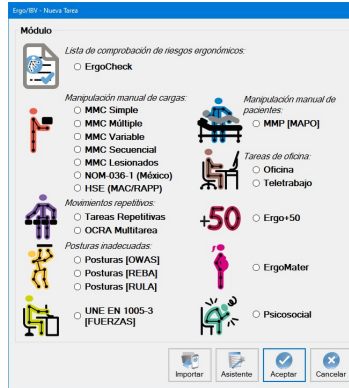 Ergo/IBV - Nueva Tarea
Módulo
Lista de comprobación de riesgos ergonómicos:
ErgoCheck
Manipulación manual de cargas:
MMC Simple
MMC Múltiple
MMC Variable
MMC Secuencial
MMC Lesionados
NOM-036-1 (México)
HSE (MAC/RAPP)
Movimientos repetitivos:
Tareas Repetitivas
OCRA Multitarea
Posturas inadecuadas:
Posturas [OWAS]
Posturas [REBA]
Posturas [RULA]
UNE EN 1005-3
[FUERZAS]
Manipulación manual de
pacientes:
MMP [MAPO]
Tareas de oficina:
Oficina
Teletrabajo
+50
Ergo+50
ErgoMater
Psicosocial
Importar
Asistente
Aceptar
Cancelar